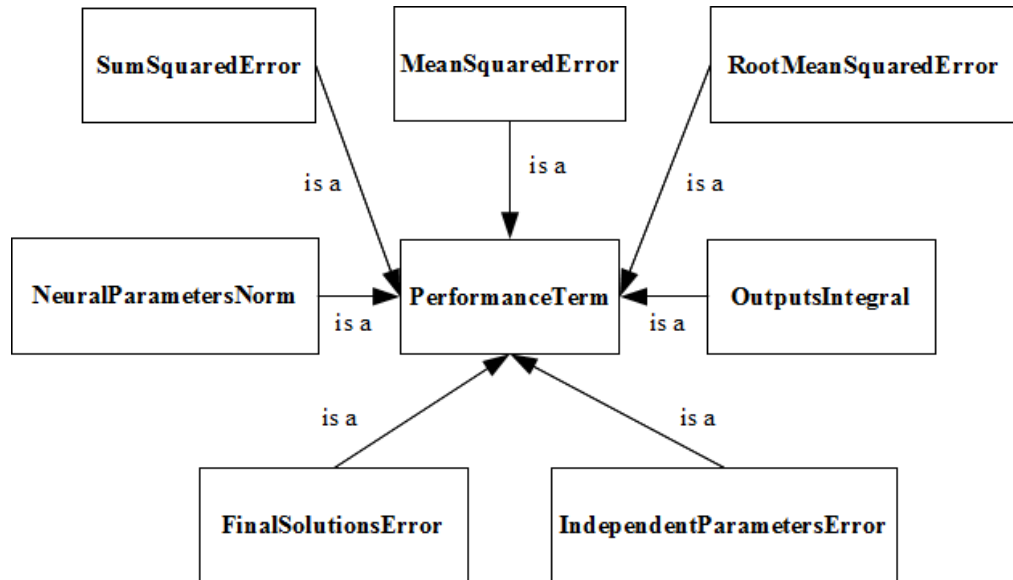 SumSquaredError
MeanSquaredError
RootMeanSquaredError
is a
is a
is a
NeuralParametersNorm
is a
PerformanceTerm
is a
OutputsIntegral
is a
is a
FinalSolutionsError
IndependentParametersError